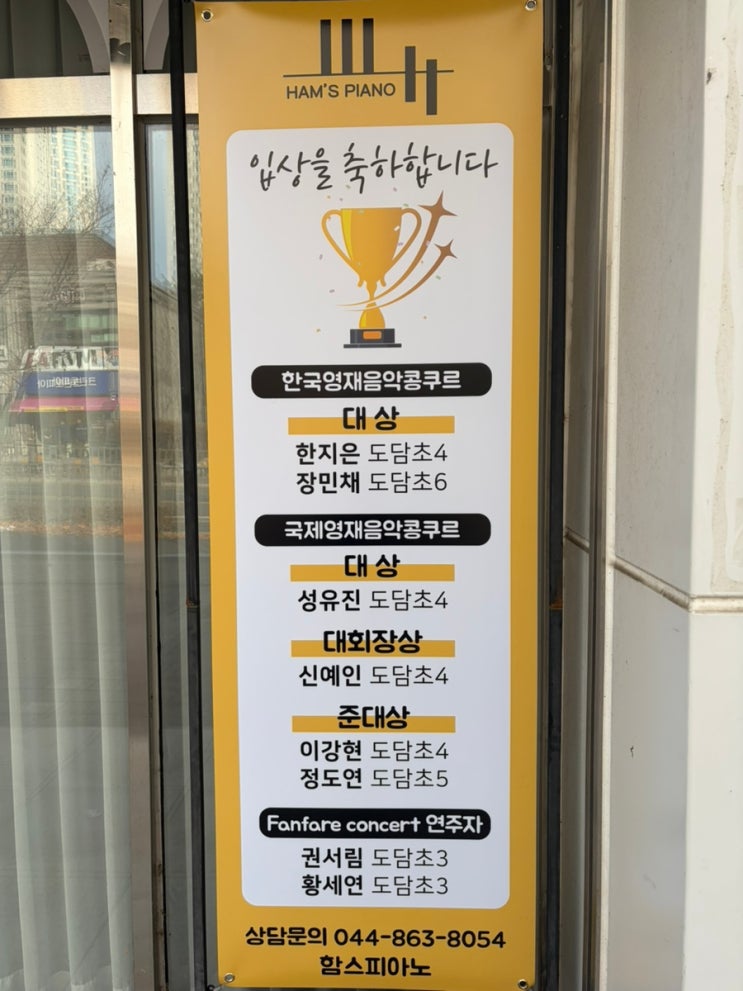 HAM'S PIANO
입상을 축하합니다
한국영재음악콩쿠르
대상
한지은 도담초4
장민채 도담초6
국제영재음악콩쿠르
대상
성유진 도담초4
대회장상
신예인 도담초4
준대상
이강현 도담초4
정도연 도담초5
Fanfare concert 연주자
권서림 도담초3
황세연 도담초3
상담문의 044-863-8054
함스피아노